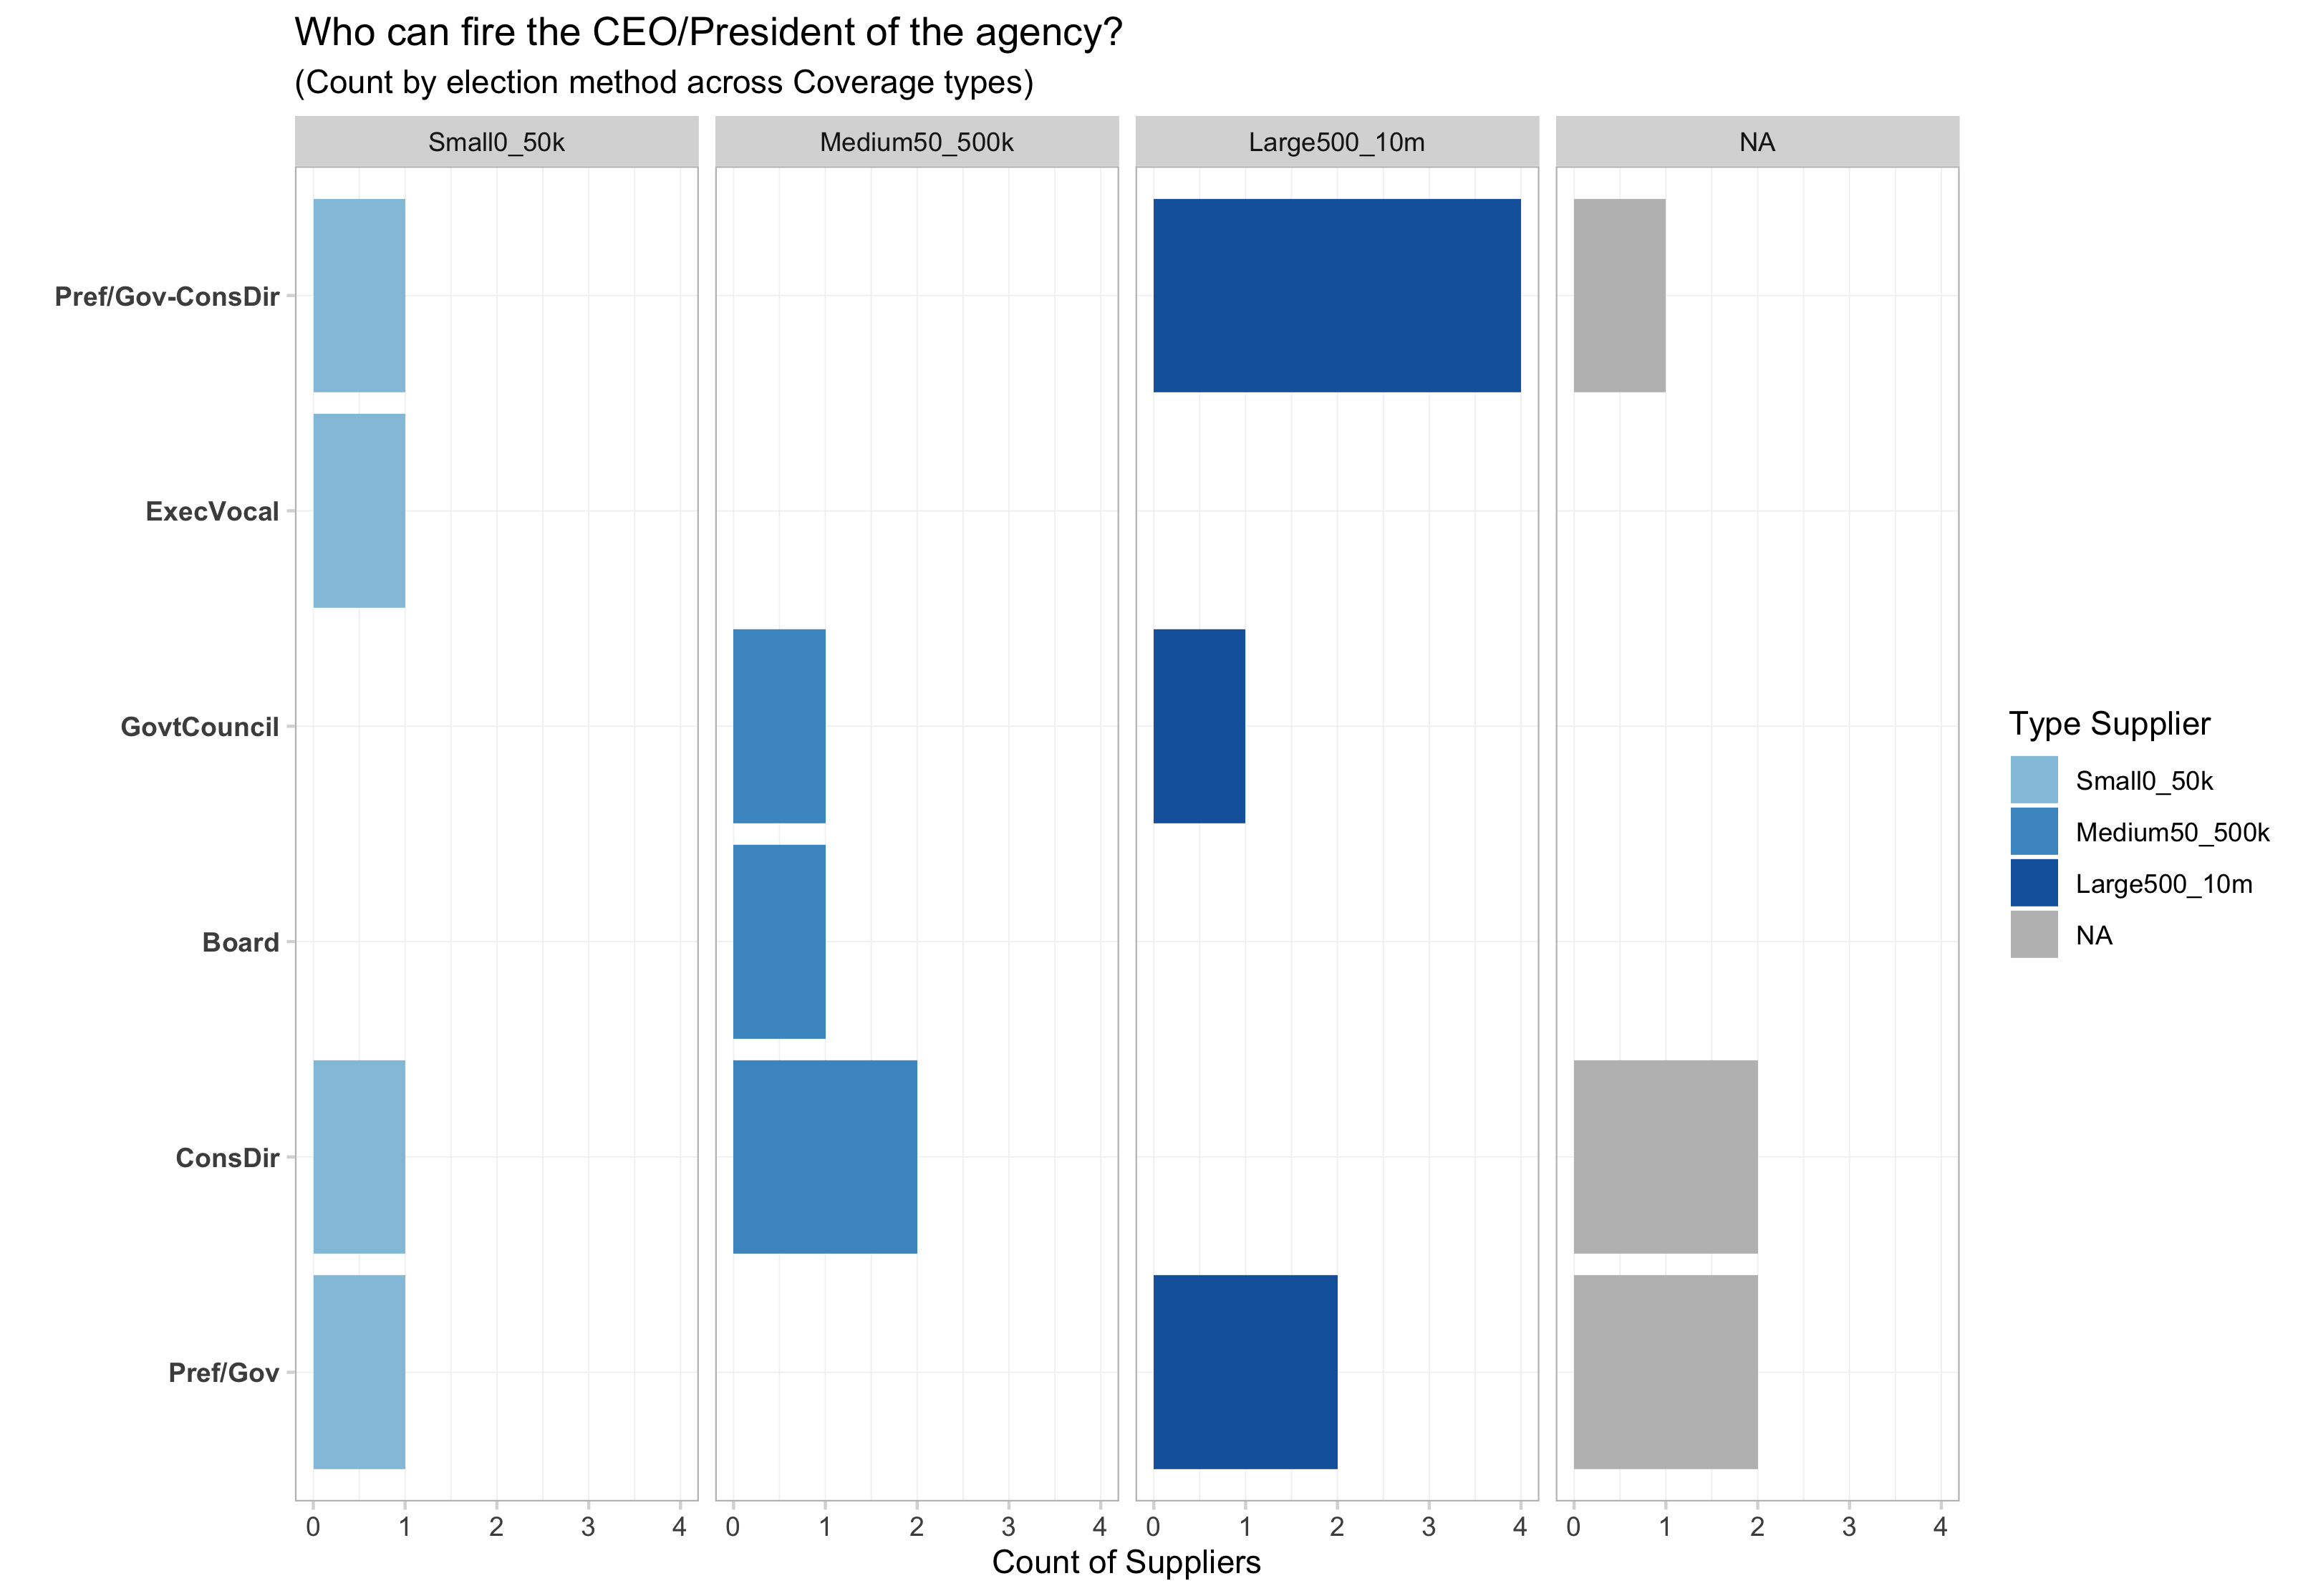 Who can fire the CEO/President of the agency?
(Count by election method across Coverage types)
Small0_50k
Medium50_500k
Large500_10m
NA
Pref/Gov-ConsDir
ExecVocal
GovtCouncil
Board
ConsDir
Pref/Gov
0 1 2 3 4
0 1 2 3 4
0 1 2 3 4
0 1 2 3 4
Count of Suppliers
Type Supplier
Small0_50k
Medium50_500k
Large500_10m
NA